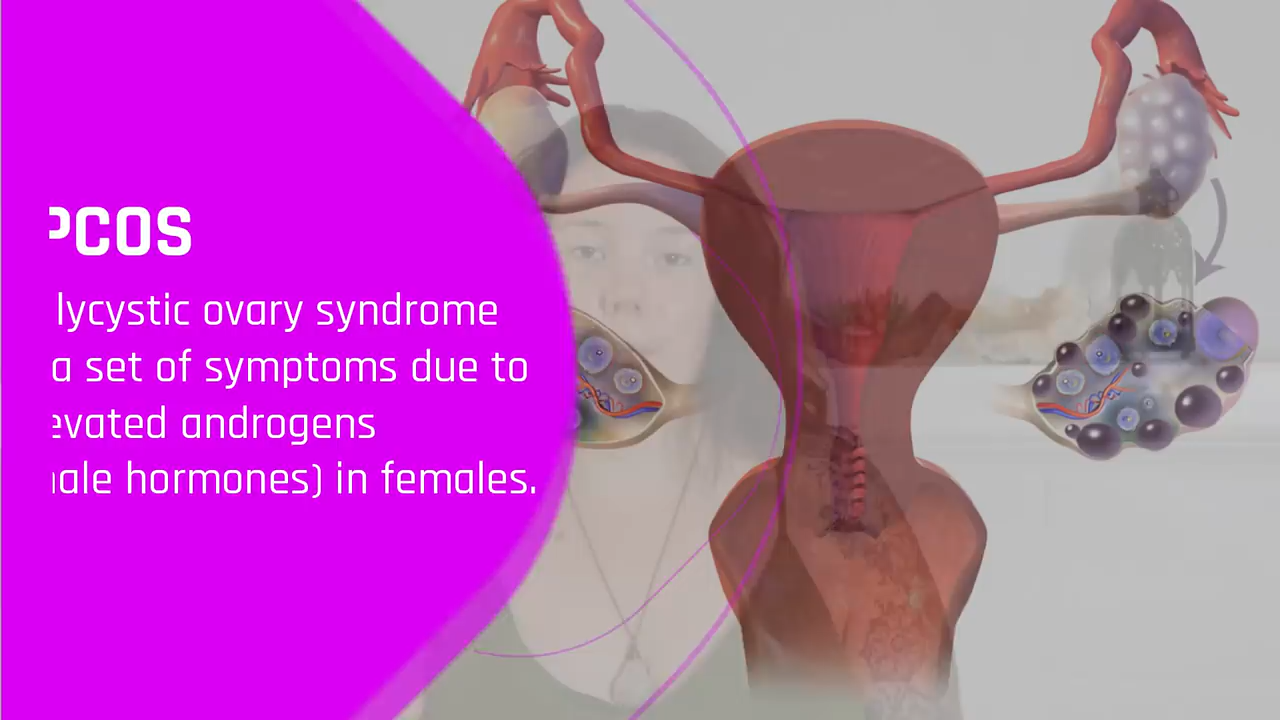 PCOS
lycystic ovary syndrome
a set of symptoms due to
evated androgens
ale hormones) in females.